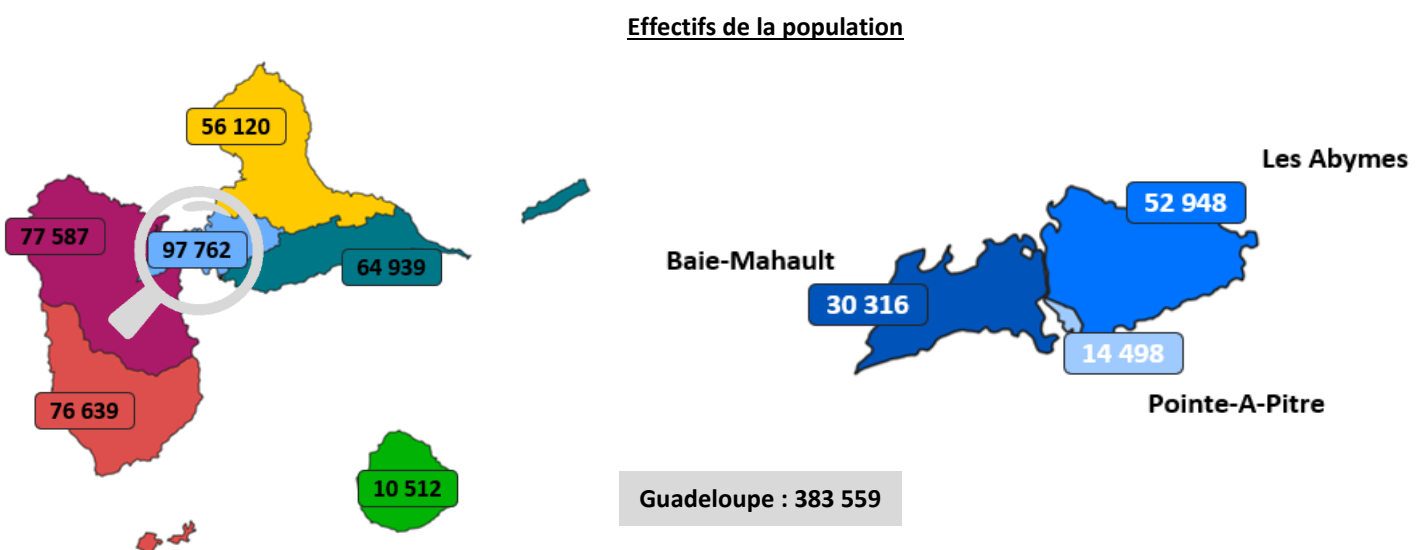 Effectifs de la population
56 120
77 587
97 762
64 939
76 639
10 512
Les Abymes
52 948
Baie-Mahault
30 316
14 498
Pointe-A-Pitre
Guadeloupe : 383 559